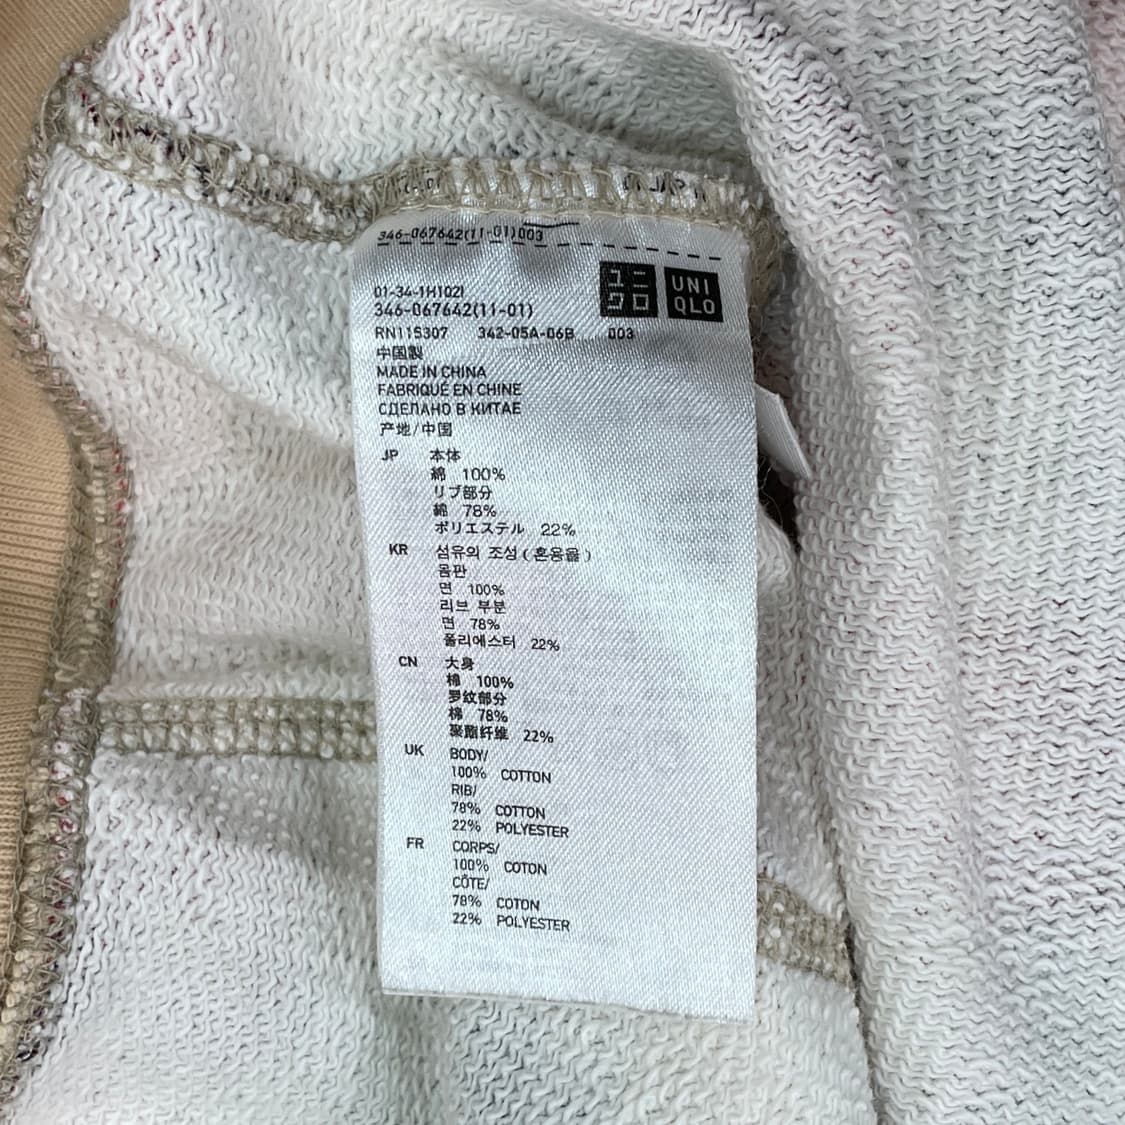 346-067642(11-01)003
ユニ
クロ
UNI
QLO
01-34-1H102I
346-067642(11-01)
RN115307 342-05A-06B 003
中国製
MADE IN CHINA
FABRIQUÉ EN CHINE
СДЕЛАНО В КИТАЕ
产地/中国
JP 本体
綿 100%
リブ部分
綿 78%
ポリエステル 22%
KR 섬유의 조성(혼용율)
몸판
면 100%
리브 부분
면 78%
폴리에스터 22%
CN 大身
棉 100%
罗纹部分
棉 78%
聚酯纤维 22%
UK BODY/
100% COTTON
RIB/
78% COTTON
22% POLYESTER
FR CORPS/
100% COTON
CÔTE/
78% COTON
22% POLYESTER